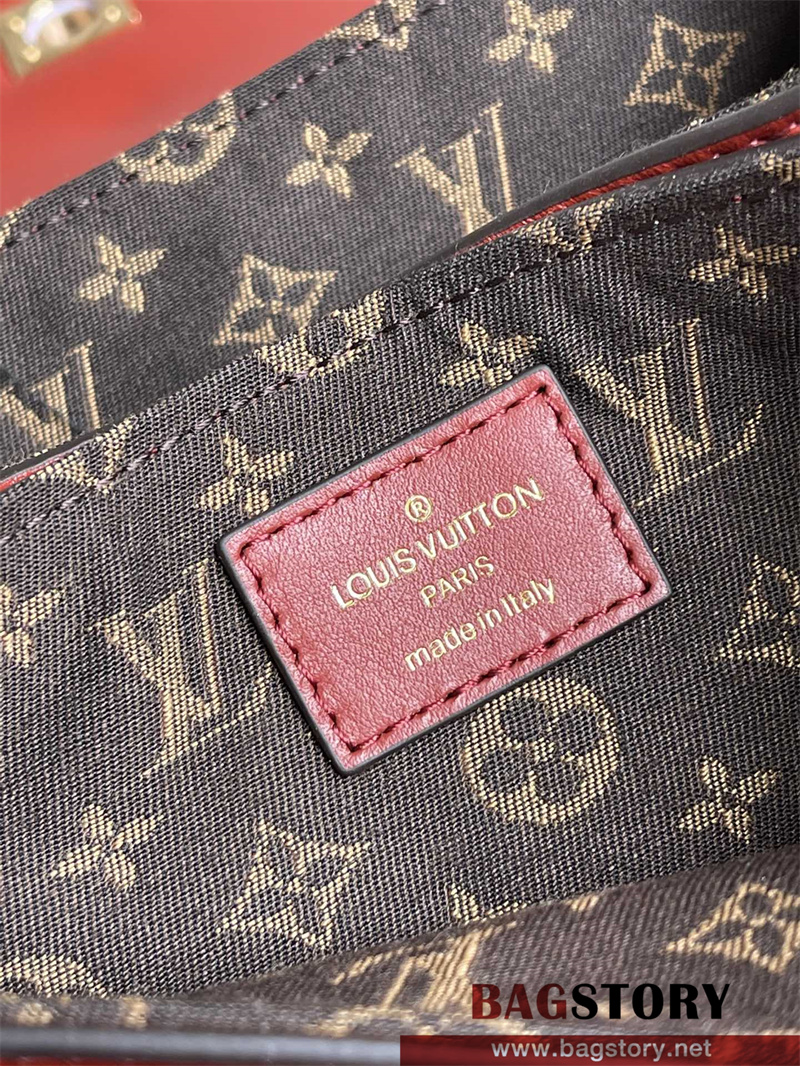 ®
LOUIS VUITTON
PARIS
made in Italy
BAGSTORY
www.bagstory.net